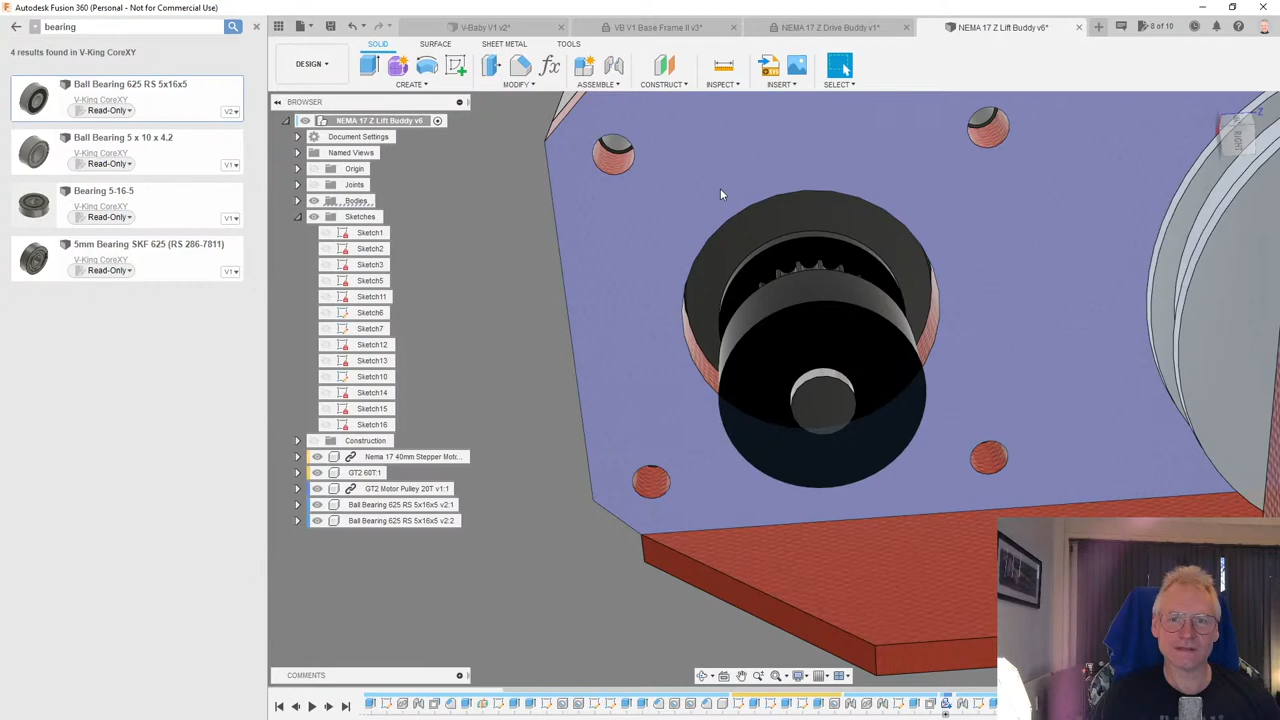 Autodesk Fusion 360 (Personal - Not for Commercial Use)
bearing
4 results found in V-King CoreXY
Ball Bearing 625 RS 5x16x5
V-King CoreXY
Read-Only
V2
Ball Bearing 5 x 10 x 4.2
V-King CoreXY
Read-Only
V1
Bearing 5-16-5
V-King CoreXY
Read-Only
V1
5mm Bearing SKF 625 (RS 286-7811)
V-King CoreXY
Read-Only
V1
V-Baby V1 v2*
VB V1 Base Frame II v3*
NEMA 17 Z Drive Buddy v1*
NEMA 17 Z Lift Buddy v6*
8 of 10
DESIGN
SOLID
SURFACE
SHEET METAL
TOOLS
CREATE
MODIFY
ASSEMBLE
CONSTRUCT
INSPECT
INSERT
SELECT
BROWSER
NEMA 17 Z Lift Buddy v6
Document Settings
Named Views
Origin
Joints
Bodies
Sketches
Sketch1
Sketch2
Sketch3
Sketch5
Sketch11
Sketch6
Sketch7
Sketch12
Sketch13
Sketch10
Sketch14
Sketch15
Sketch16
Construction
Nema 17 40mm Stepper Moto...
GT2 60T:1
GT2 Motor Pulley 20T v1:1
Ball Bearing 625 RS 5x16x5 v2:1
Ball Bearing 625 RS 5x16x5 v2:2
Z
RIGHT
COMMENTS